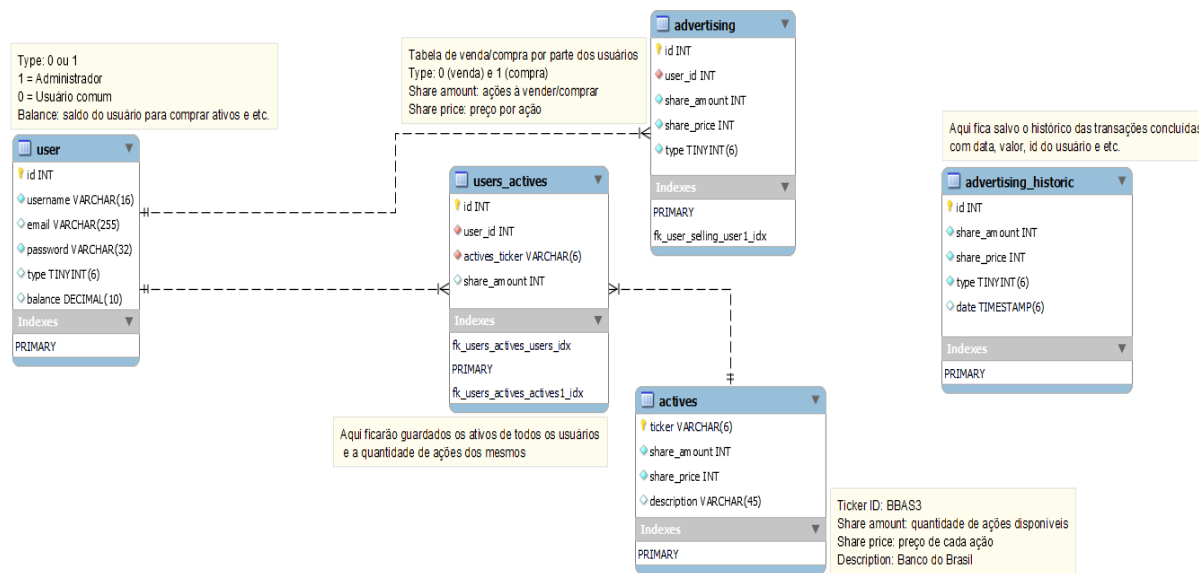 Type: 0 ou 1
1 = Administrador
0 = Usuário comum
Balance: saldo do usuário para comprar ativos e etc.
user
id INT
username VARCHAR(16)
email VARCHAR(255)
password VARCHAR(32)
type TINYINT(6)
balance DECIMAL(10)
Indexes
PRIMARY
Tabela de venda/compra por parte dos usuários
Type: 0 (venda) e 1 (compra)
Share amount: ações à vender/comprar
Share price: preço por ação
advertising
id INT
user_id INT
share_amount INT
share_price INT
type TINYINT(6)
Indexes
PRIMARY
fk_user_selling_user1_idx
users_actives
id INT
user_id INT
actives_ticker VARCHAR(6)
share_amount INT
Indexes
fk_users_actives_users_idx
PRIMARY
fk_users_actives_actives1_idx
Aqui ficarão guardados os ativos de todos os usuários
e a quantidade de ações dos mesmos
Aqui fica salvo o histórico das transações concluídas
com data, valor, id do usuário e etc.
advertising_historic
id INT
share_amount INT
share_price INT
type TINYINT(6)
date TIMESTAMP(6)
Indexes
PRIMARY
actives
ticker VARCHAR(6)
share_amount INT
share_price INT
description VARCHAR(45)
Indexes
PRIMARY
Ticker ID: BBAS3
Share amount: quantidade de ações disponiveis
Share price: preço de cada ação
Description: Banco do Brasil